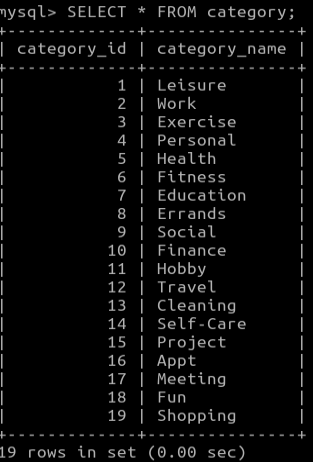 mysql> SELECT * FROM category;
+-------------+---------------+
| category_id | category_name |
+-------------+---------------+
|           1 | Leisure       |
|           2 | Work          |
|           3 | Exercise      |
|           4 | Personal      |
|           5 | Health        |
|           6 | Fitness       |
|           7 | Education     |
|           8 | Errands       |
|           9 | Social        |
|          10 | Finance       |
|          11 | Hobby         |
|          12 | Travel        |
|          13 | Cleaning      |
|          14 | Self-Care     |
|          15 | Project       |
|          16 | Appt          |
|          17 | Meeting       |
|          18 | Fun           |
|          19 | Shopping      |
+-------------+---------------+
19 rows in set (0.00 sec)